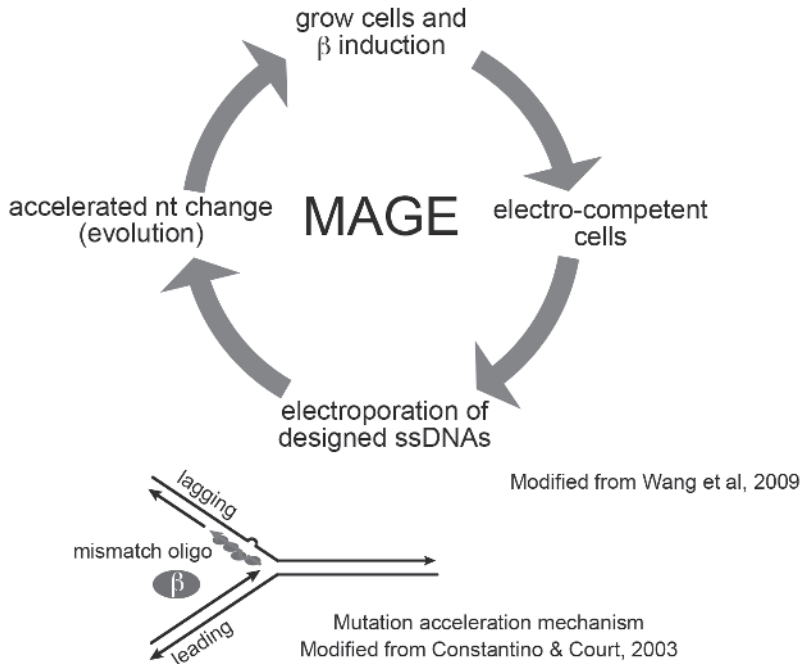 grow cells and
β induction
accelerated nt change
(evolution)
MAGE
electro-competent
cells
electroporation of
designed ssDNAs
Modified from Wang et al, 2009
lagging
mismatch oligo
β
leading
Mutation acceleration mechanism
Modified from Constantino & Court, 2003